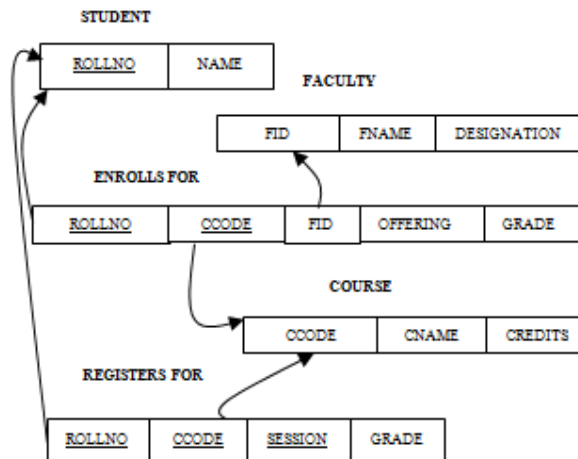 STUDENT
ROLLNO NAME
FACULTY
FID FNAME DESIGNATION
ENROLLS FOR
ROLLNO CCODE FID OFFERING GRADE
COURSE
CCODE CNAME CREDITS
REGISTERS FOR
ROLLNO CCODE SESSION GRADE